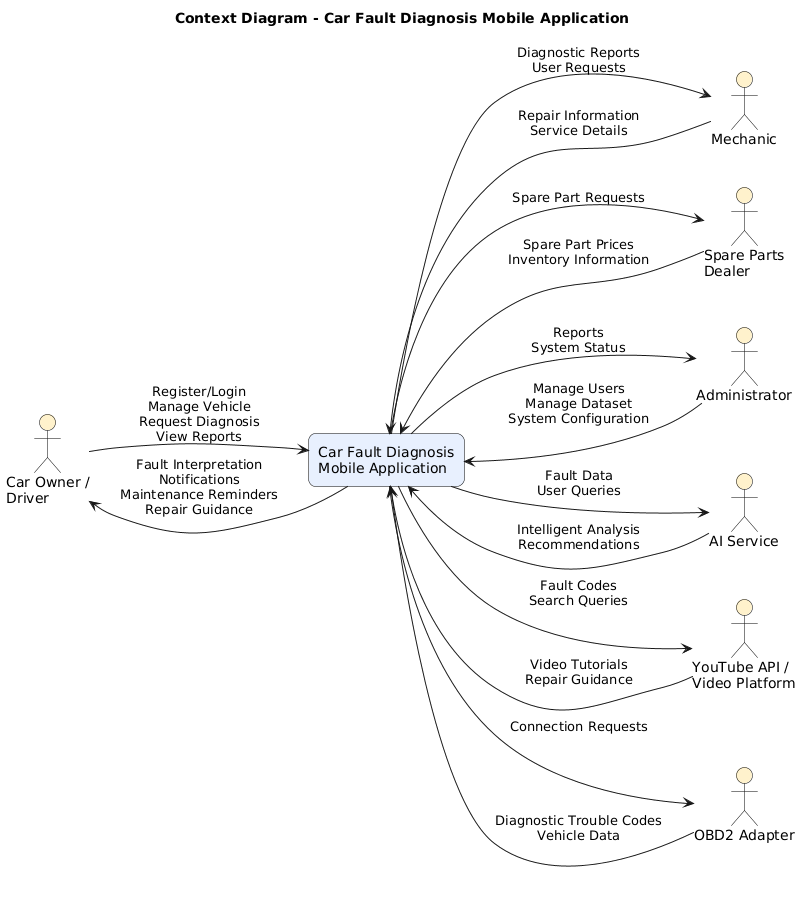 Context Diagram - Car Fault Diagnosis Mobile Application
Diagnostic Reports
User Requests
Repair Information
Service Details
Mechanic
Spare Part Requests
Spare Part Prices
Inventory Information
Spare Parts
Dealer
Reports
System Status
Manage Users
Manage Dataset
System Configuration
Administrator
Register/Login
Manage Vehicle
Request Diagnosis
View Reports
Fault Interpretation
Notifications
Maintenance Reminders
Repair Guidance
Car Owner /
Driver
Car Fault Diagnosis
Mobile Application
Fault Data
User Queries
Intelligent Analysis
Recommendations
AI Service
Fault Codes
Search Queries
Video Tutorials
Repair Guidance
YouTube API /
Video Platform
Connection Requests
Diagnostic Trouble Codes
Vehicle Data
OBD2 Adapter